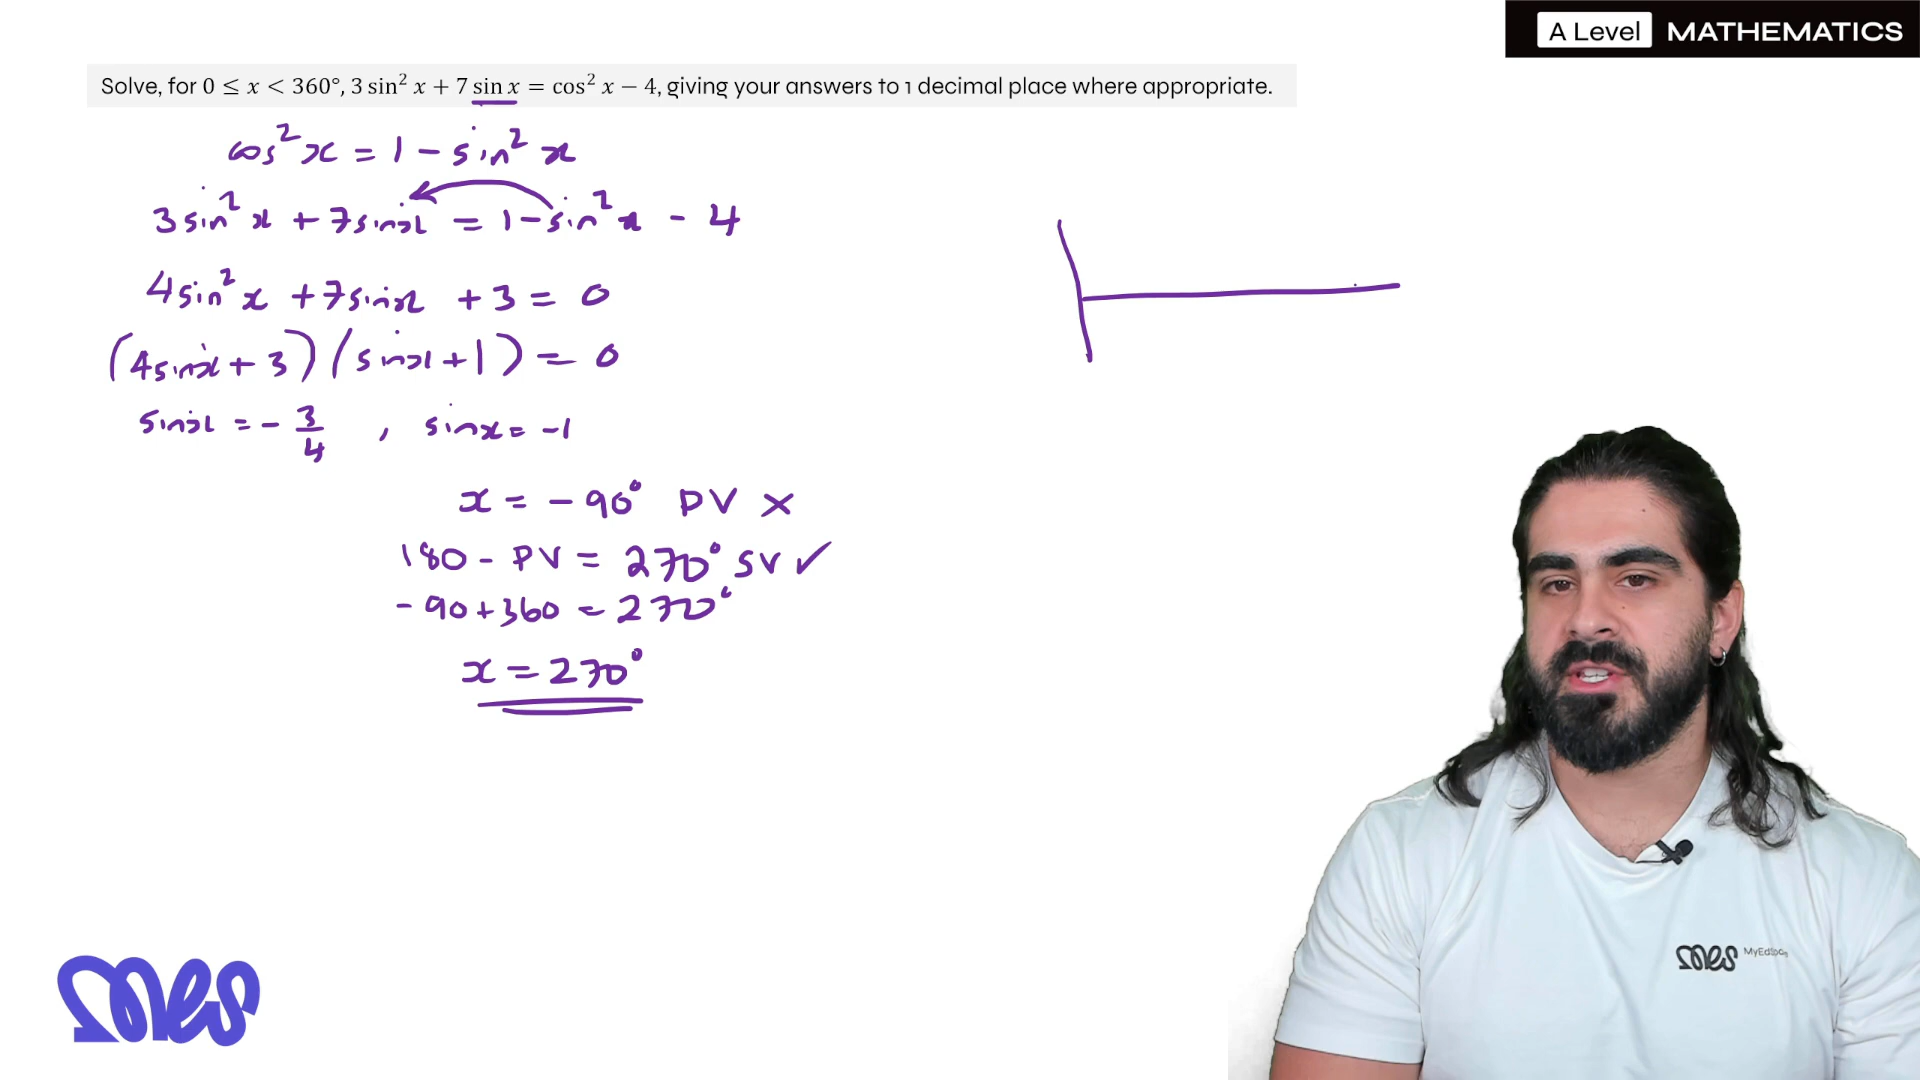 A Level MATHEMATICS
Solve, for 0 ≤ x < 360°, 3 sin² x + 7 sin x = cos² x − 4, giving your answers to 1 decimal place where appropriate.
cos²x = 1 − sin²x
3sin²x + 7sinx = 1 − sin²x − 4
4sin²x + 7sinx + 3 = 0
(4sinx + 3)(sinx + 1) = 0
sinx = − 3/4 , sinx = −1
x = − 90° PV ×
180 − PV = 270° SV ✓
− 90 + 360 = 270°
x = 270°
mes
mes MyEdSpace